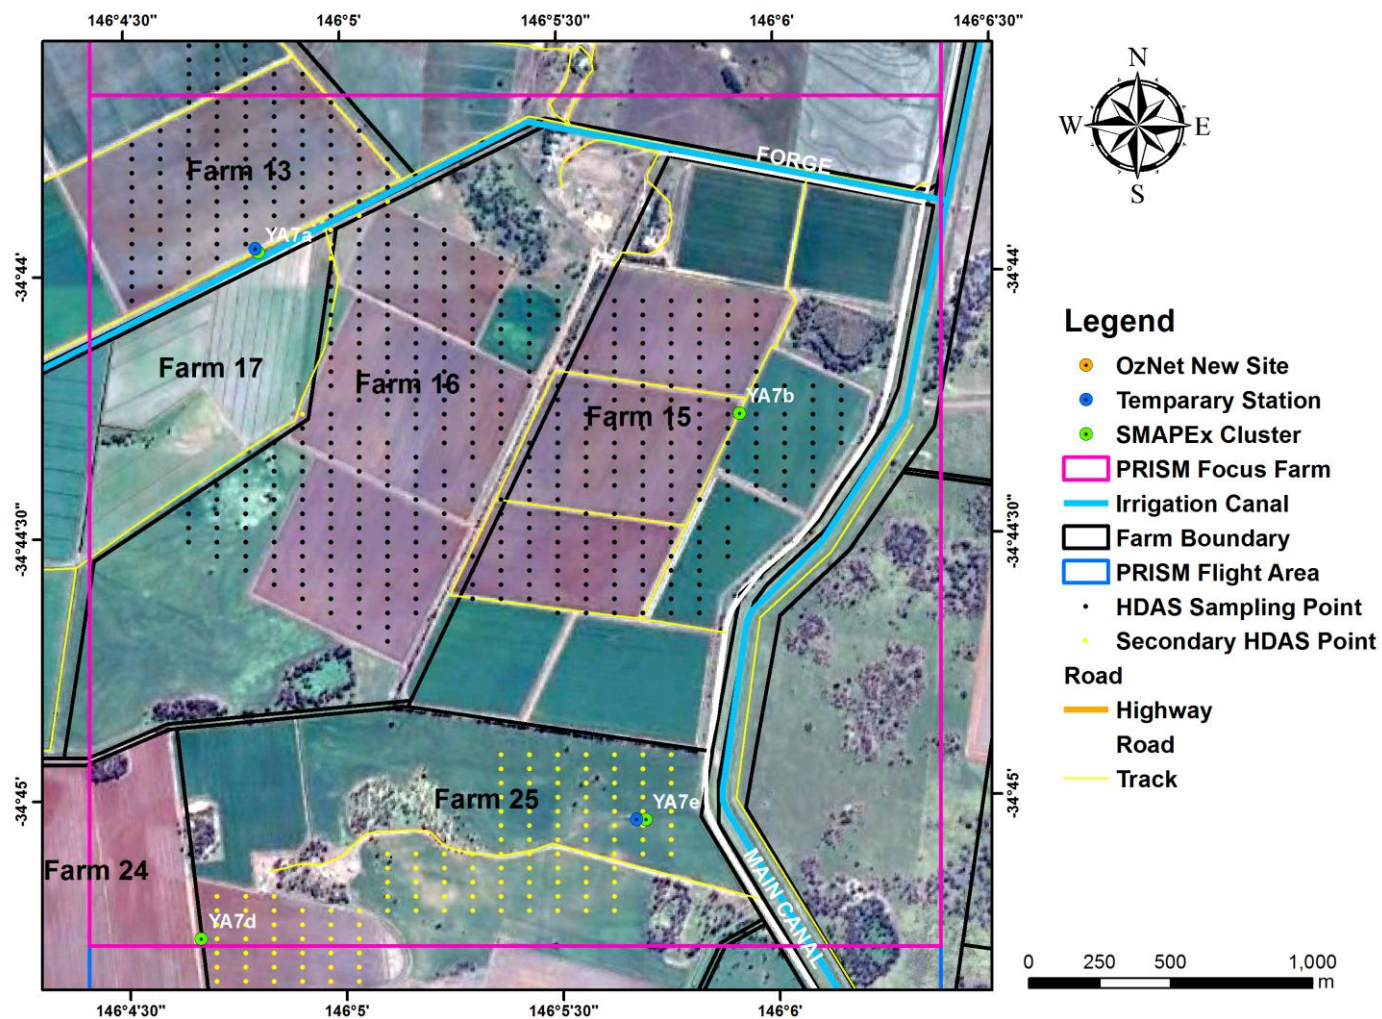 146°4'30" 146°5' 146°5'30" 146°6' 146°6'30"
N
W E
S
FORGE
Farm 13
YA7a
-34°44' -34°44'
Farm 17
Farm 16
Farm 15
YA7b
-34°44'30" -34°44'30"
-34°45' -34°45'
Farm 25
YA7e
Farm 24
MAIN CANAL
YA7d
146°4'30" 146°5' 146°5'30" 146°6'
Legend
OzNet New Site
Temparary Station
SMAPEx Cluster
PRISM Focus Farm
Irrigation Canal
Farm Boundary
PRISM Flight Area
HDAS Sampling Point
Secondary HDAS Point
Road
Highway
Road
Track
0 250 500 1,000
m